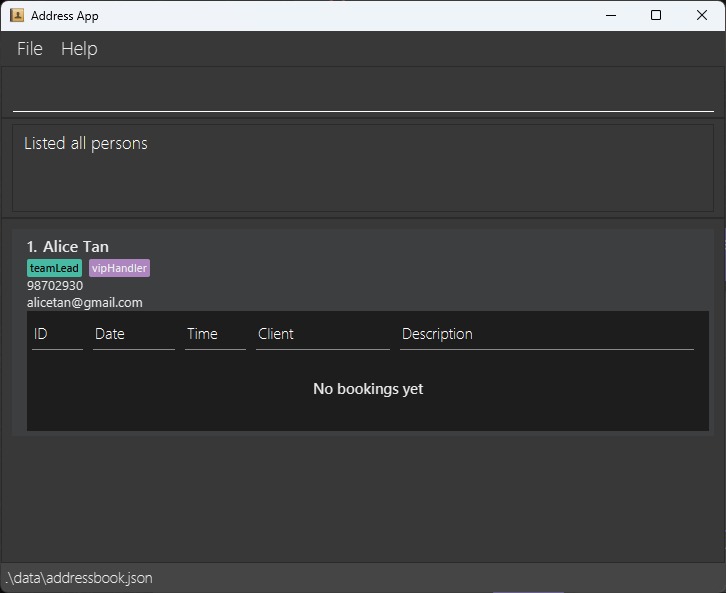 Address App
File Help
Listed all persons
1. Alice Tan
teamLead vipHandler
98702930
alicetan@gmail.com
ID Date Time Client Description
No bookings yet
.\data\addressbook.json